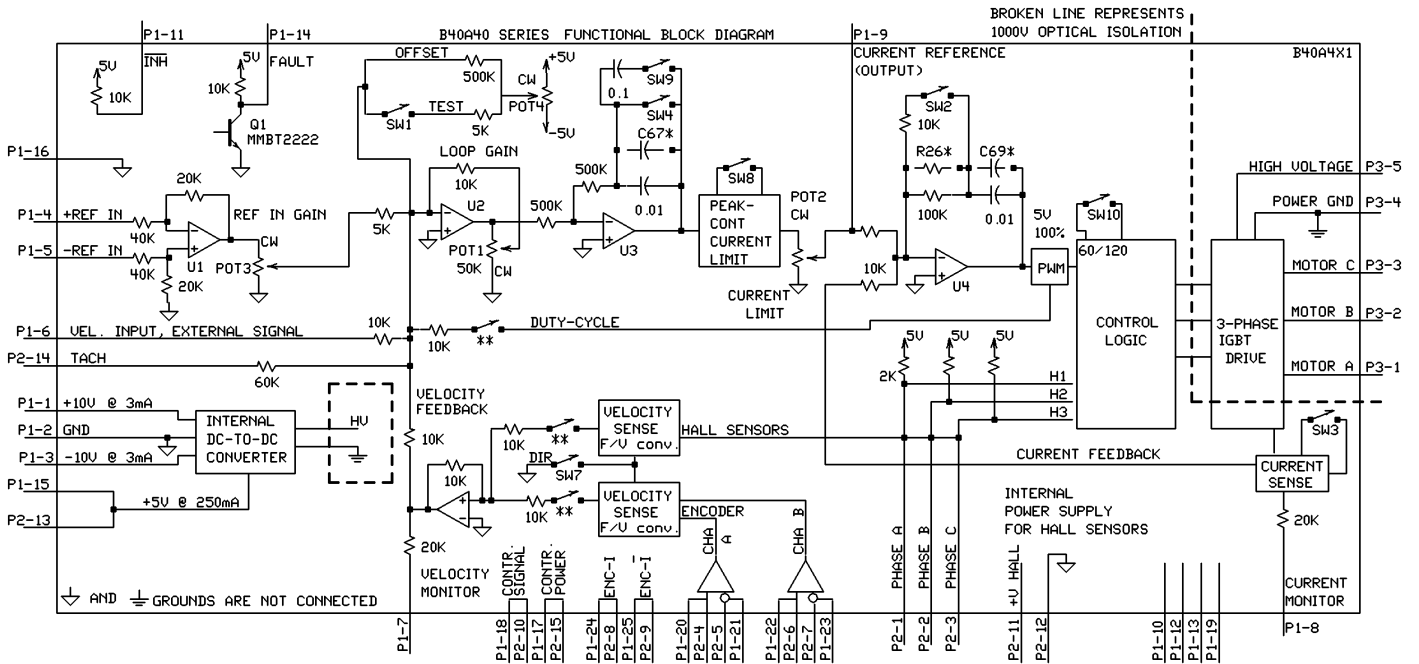 BROKEN LINE REPRESENTS
1000V OPTICAL ISOLATION
P1-11
P1-14
B40A40 SERIES FUNCTIONAL BLOCK DIAGRAM
P1-9
B40A4X1
INH
FAULT
OFFSET
CURRENT REFERENCE
(OUTPUT)
5V
10K
5V
10K
500K
CW
+5V
POT4
-5V
SW9
0.1
SW4
SW2
10K
Q1
MMBT2222
SW1
TEST
5K
C67*
R26*
C69*
P1-16
LOOP GAIN
10K
500K
0.01
SW8
100K
0.01
HIGH VOLTAGE
P3-5
20K
U2
POT2
CW
SW10
POWER GND
P3-4
P1-4
+REF IN
40K
REF IN GAIN
5K
500K
U3
PEAK-
CONT
CURRENT
LIMIT
5V
100%
60/120
P1-5
-REF IN
40K
U1
CW
POT3
POT1
50K
CW
10K
U4
PWM
MOTOR C
P3-3
20K
CURRENT
LIMIT
P1-6
VEL. INPUT, EXTERNAL SIGNAL
10K
10K
**
DUTY-CYCLE
5V
5V
5V
CONTROL
LOGIC
3-PHASE
IGBT
DRIVE
MOTOR B
P3-2
P2-14
TACH
60K
2K
H1
H2
H3
MOTOR A
P3-1
P1-1
+10V @ 3mA
VELOCITY
FEEDBACK
P1-2
GND
INTERNAL
DC-TO-DC
CONVERTER
HV
10K
10K
**
VELOCITY
SENSE
F/V conv.
HALL SENSORS
SW3
P1-3
-10V @ 3mA
DIR
SW7
CURRENT FEEDBACK
CURRENT
SENSE
P1-15
+5V @ 250mA
10K
10K
**
VELOCITY
SENSE
F/V conv.
ENCODER
INTERNAL
POWER SUPPLY
FOR HALL SENSORS
20K
P2-13
20K
CHA A
CHA B
PHASE A
PHASE B
PHASE C
+V HALL
VELOCITY
MONITOR
CONTR.
SIGNAL
CONTR.
POWER
ENC-I
ENC-I
CURRENT
MONITOR
AND
GROUNDS ARE NOT CONNECTED
P1-7
P1-18
P2-10
P1-17
P2-15
P1-24
P2-8
P1-25
P2-9
P1-20
P2-4
P2-5
P1-21
P1-22
P2-6
P2-7
P1-23
P2-1
P2-2
P2-3
P2-11
P2-12
P1-10
P1-12
P1-13
P1-19
P1-8